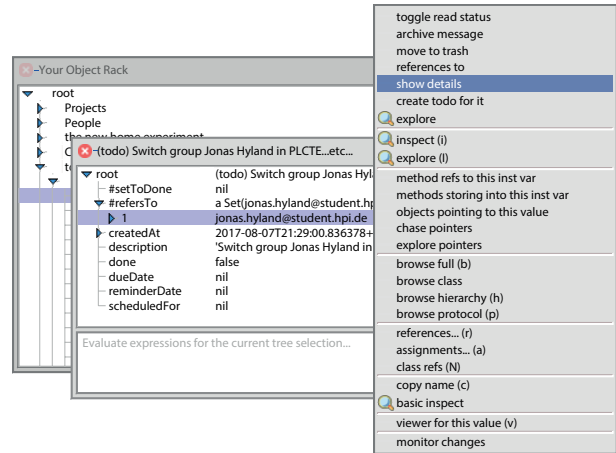 Your Object Rack
root
Projects
People
the new home experiment
(todo) Switch group Jonas Hyland in PLCTE...etc...
root (todo) Switch group Jonas Hyl
#setToDone nil
#refersTo a Set(jonas.hyland@student.h
1 jonas.hyland@student.hpi.de
createdAt 2017-08-07T21:29:00.836378+
description 'Switch group Jonas Hyland in
done false
dueDate nil
reminderDate nil
scheduledFor nil
Evaluate expressions for the current tree selection...
toggle read status
archive message
move to trash
references to
show details
create todo for it
explore
inspect (i)
explore (I)
method refs to this inst var
methods storing into this inst var
objects pointing to this value
chase pointers
explore pointers
browse full (b)
browse class
browse hierarchy (h)
browse protocol (p)
references... (r)
assignments... (a)
class refs (N)
copy name (c)
basic inspect
viewer for this value (v)
monitor changes